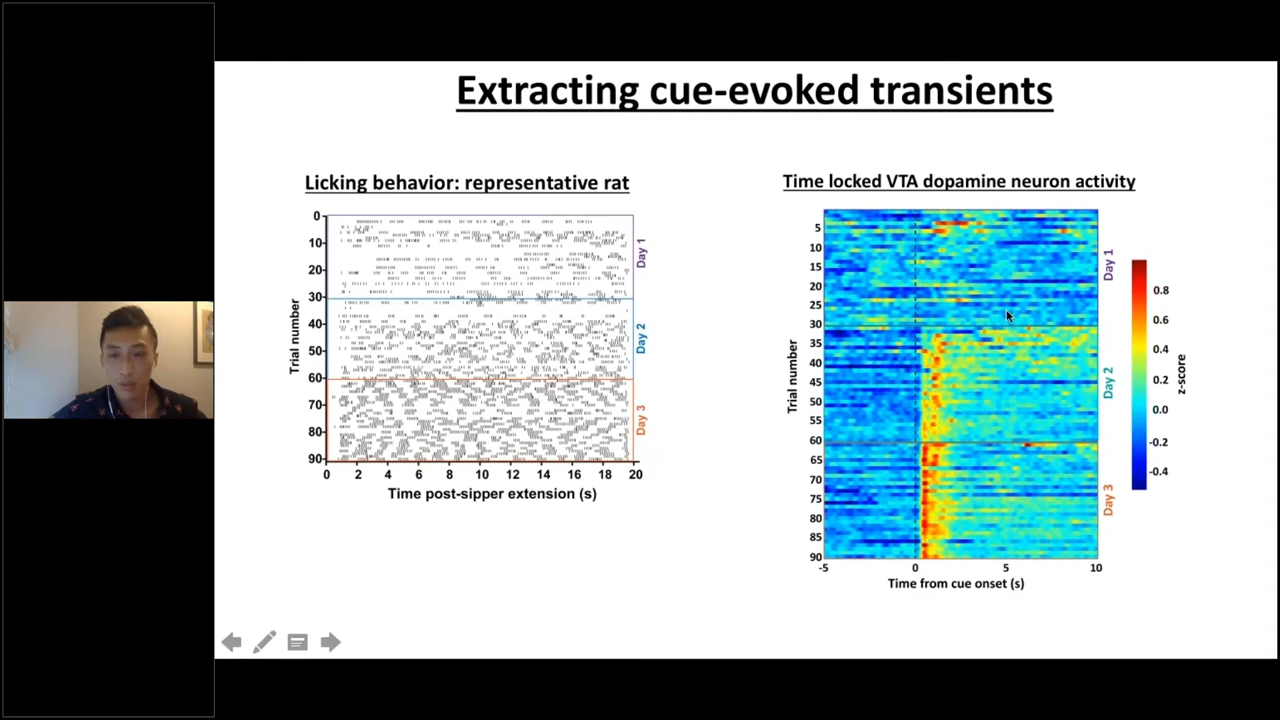 Extracting cue-evoked transients
Licking behavior: representative rat
0
10
20
30
40
50
60
70
80
90
Trial number
Day 1
Day 2
Day 3
0 2 4 6 8 10 12 14 16 18 20
Time post-sipper extension (s)
Time locked VTA dopamine neuron activity
5
10
15
20
25
30
35
40
45
50
55
60
65
70
75
80
85
90
Trial number
Day 1
Day 2
Day 3
-5 0 5 10
Time from cue onset (s)
0.8
0.6
0.4
0.2
0.0
-0.2
-0.4
z-score